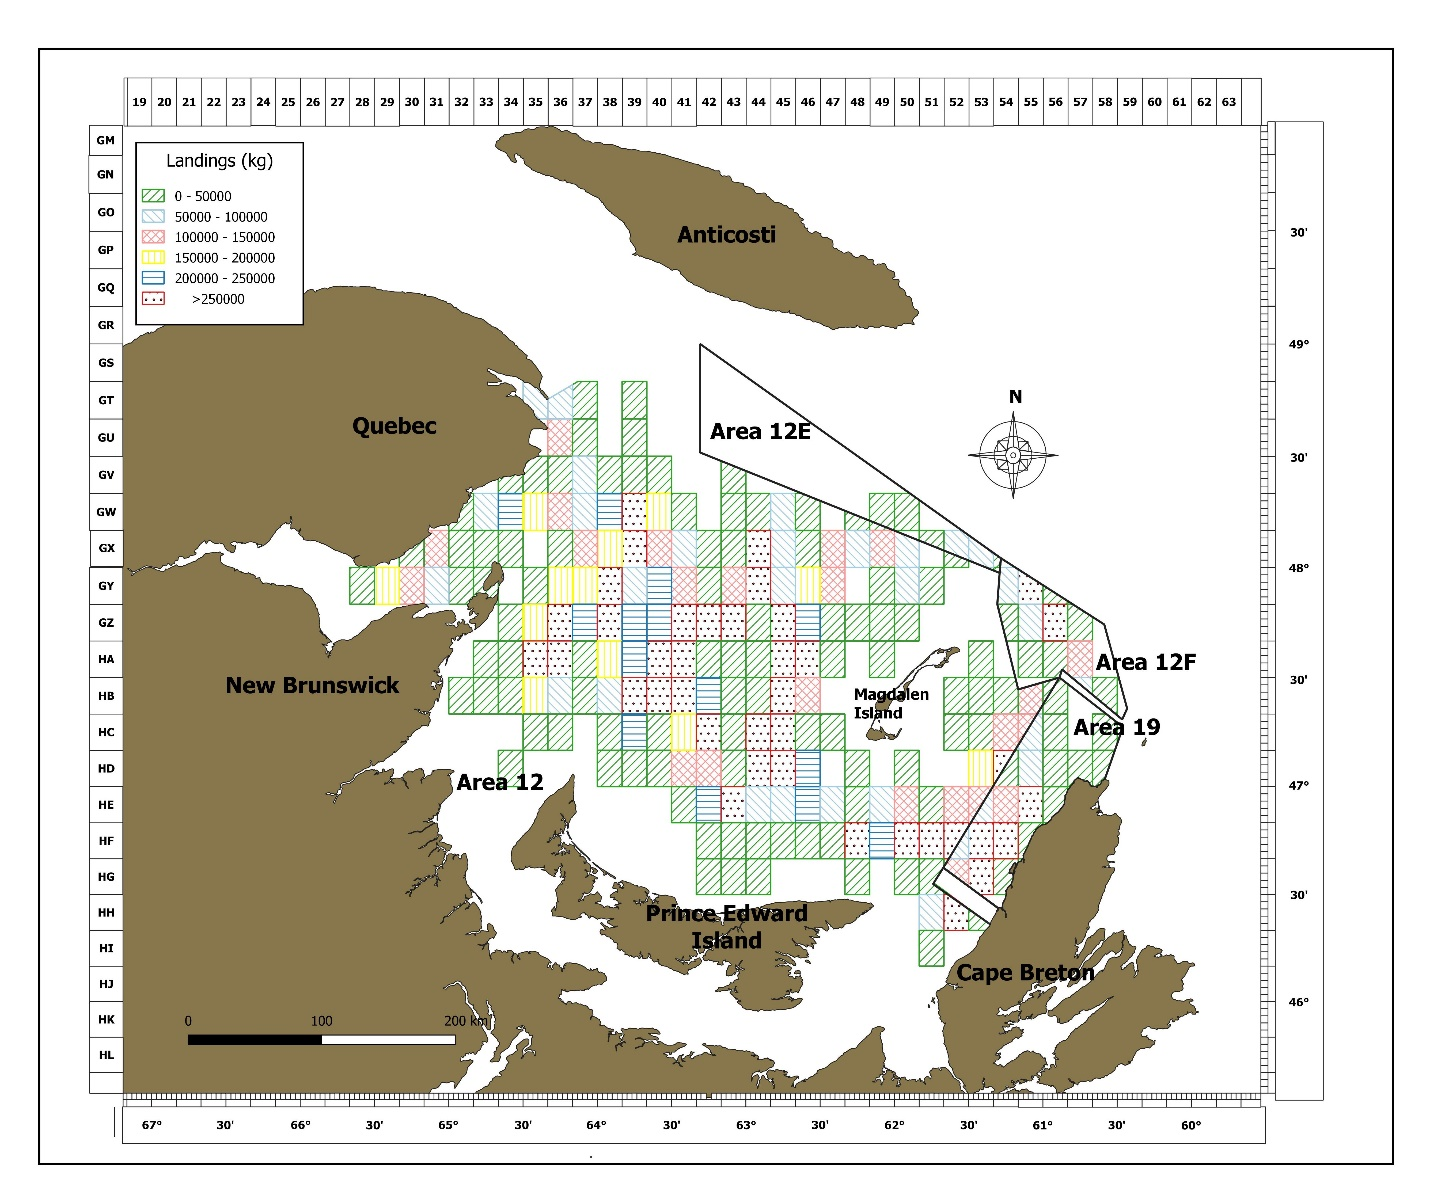 19 20 21 22 23 24 25 26 27 28 29 30 31 32 33 34 35 36 37 38 39 40 41 42 43 44 45 46 47 48 49 50 51 52 53 54 55 56 57 58 59 60 61 62 63
GM
GN
GO
GP
GQ
GR
GS
GT
GU
GV
GW
GX
GY
GZ
HA
HB
HC
HD
HE
HF
HG
HH
HI
HJ
HK
HL
Landings (kg)
0 - 50000
50000 - 100000
100000 - 150000
150000 - 200000
200000 - 250000
>250000
Anticosti
Quebec
Area 12E
N
New Brunswick
Magdalen
Island
Area 12F
Area 19
Area 12
Prince Edward
Island
Cape Breton
0 100 200 km
30'
49°
30'
48°
30'
47°
30'
46°
67° 30' 66° 30' 65° 30' 64° 30' 63° 30' 62° 30' 61° 30' 60°